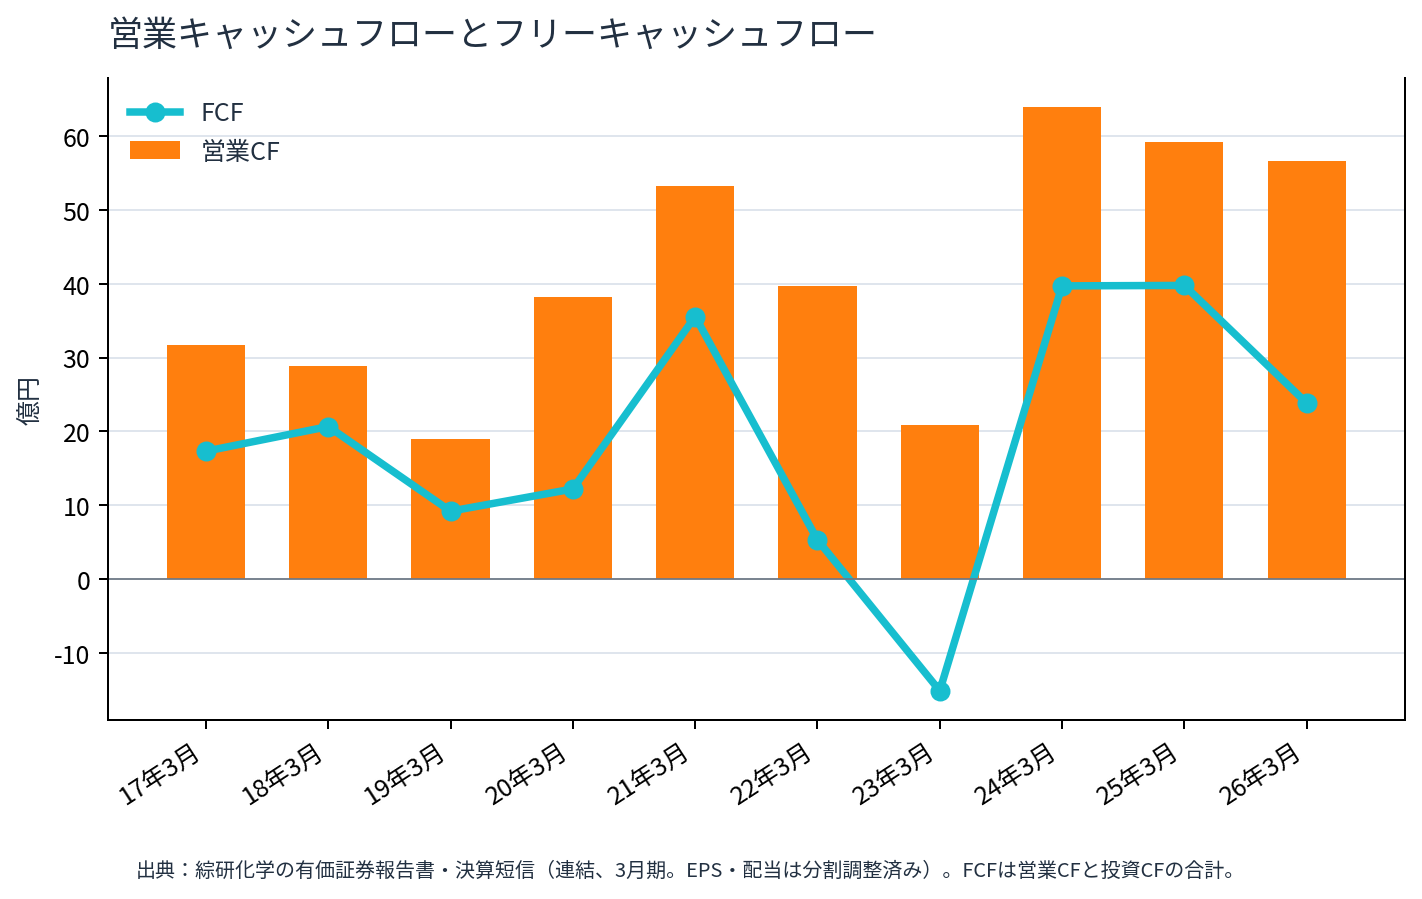 営業キャッシュフローとフリーキャッシュフロー
FCF
営業CF
億円
60
50
40
30
20
10
0
-10
17年3月
18年3月
19年3月
20年3月
21年3月
22年3月
23年3月
24年3月
25年3月
26年3月
出典：綜研化学の有価証券報告書・決算短信（連結、3月期。EPS・配当は分割調整済み）。FCFは営業CFと投資CFの合計。